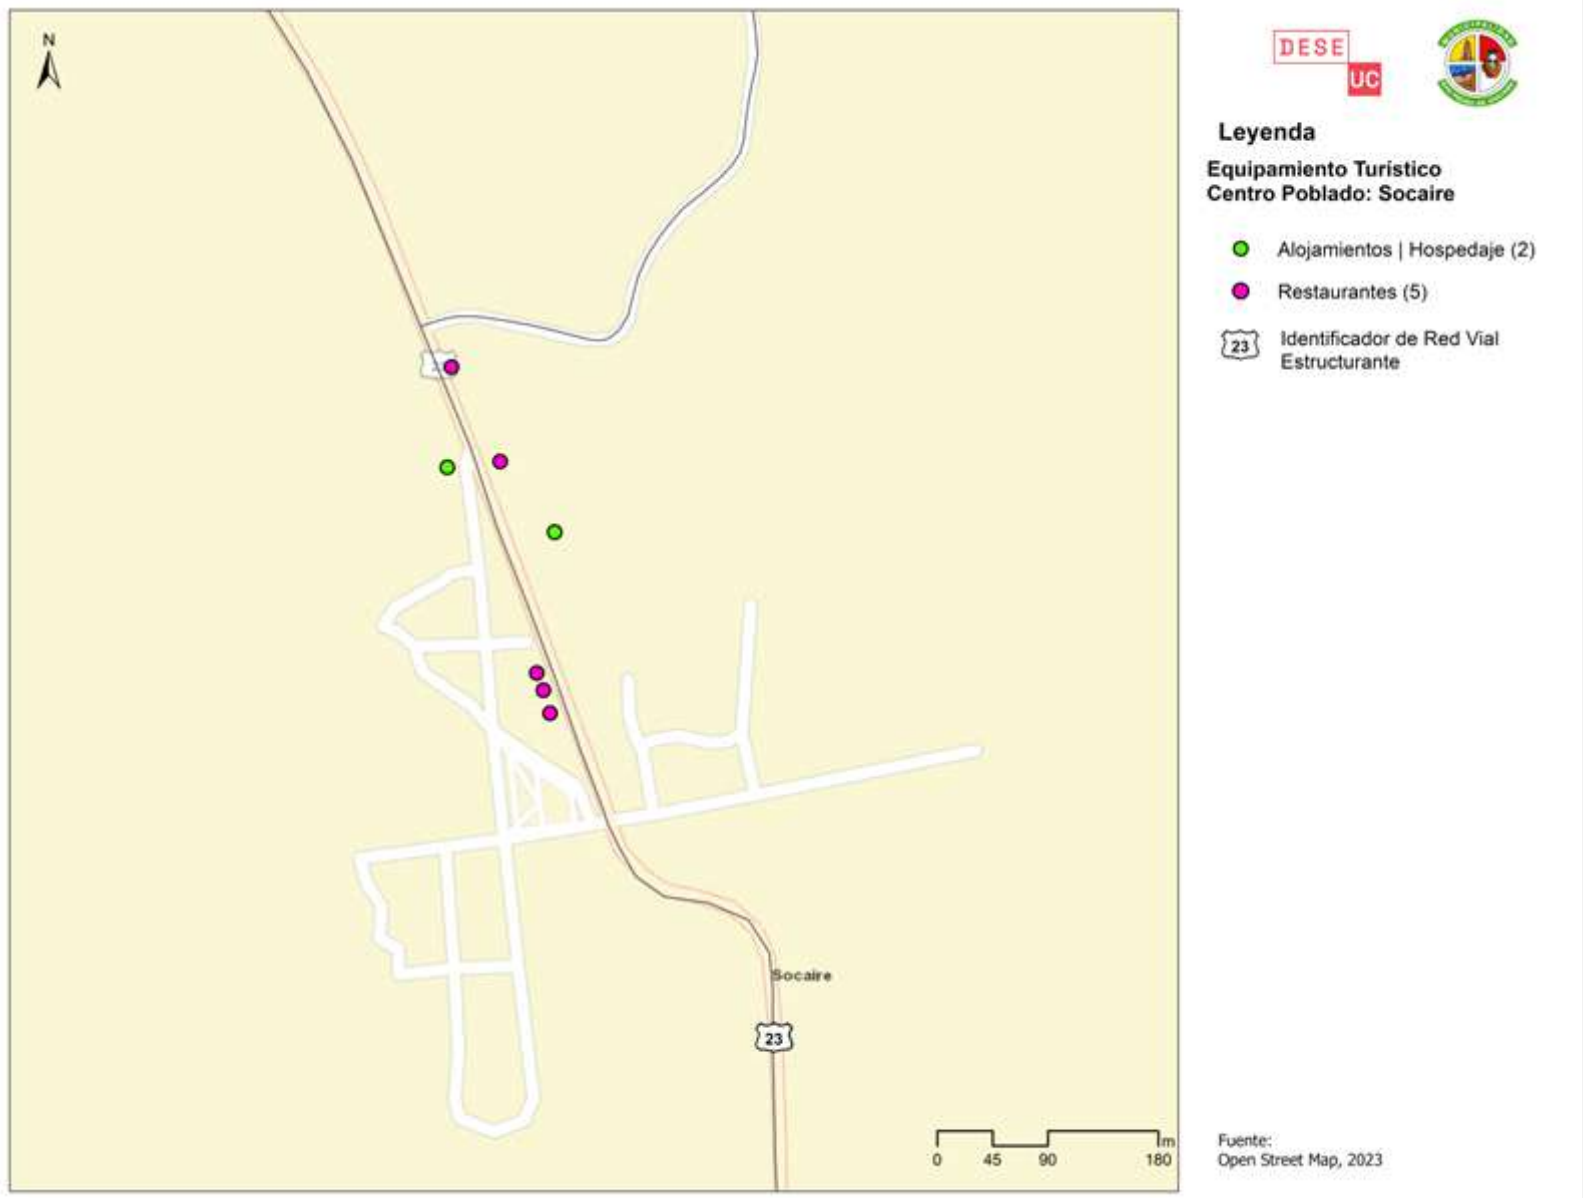 N
DESE
UC
MUNICIPALIDAD
Leyenda
Equipamiento Turístico
Centro Poblado: Socaire
Alojamientos | Hospedaje (2)
Restaurantes (5)
23
Identificador de Red Vial
Estructurante
Socaire
23
m
0 45 90 180
Fuente:
Open Street Map, 2023